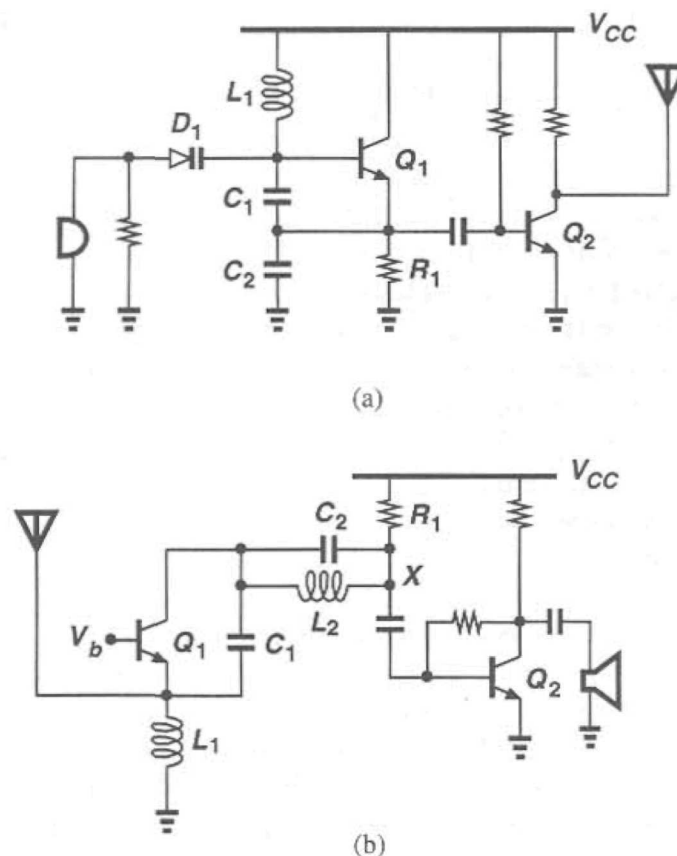 V_CC
L_1
D_1
Q_1
C_1
C_2
R_1
Q_2
(a)
V_CC
C_2
R_1
X
L_2
V_b
Q_1
C_1
Q_2
L_1
(b)